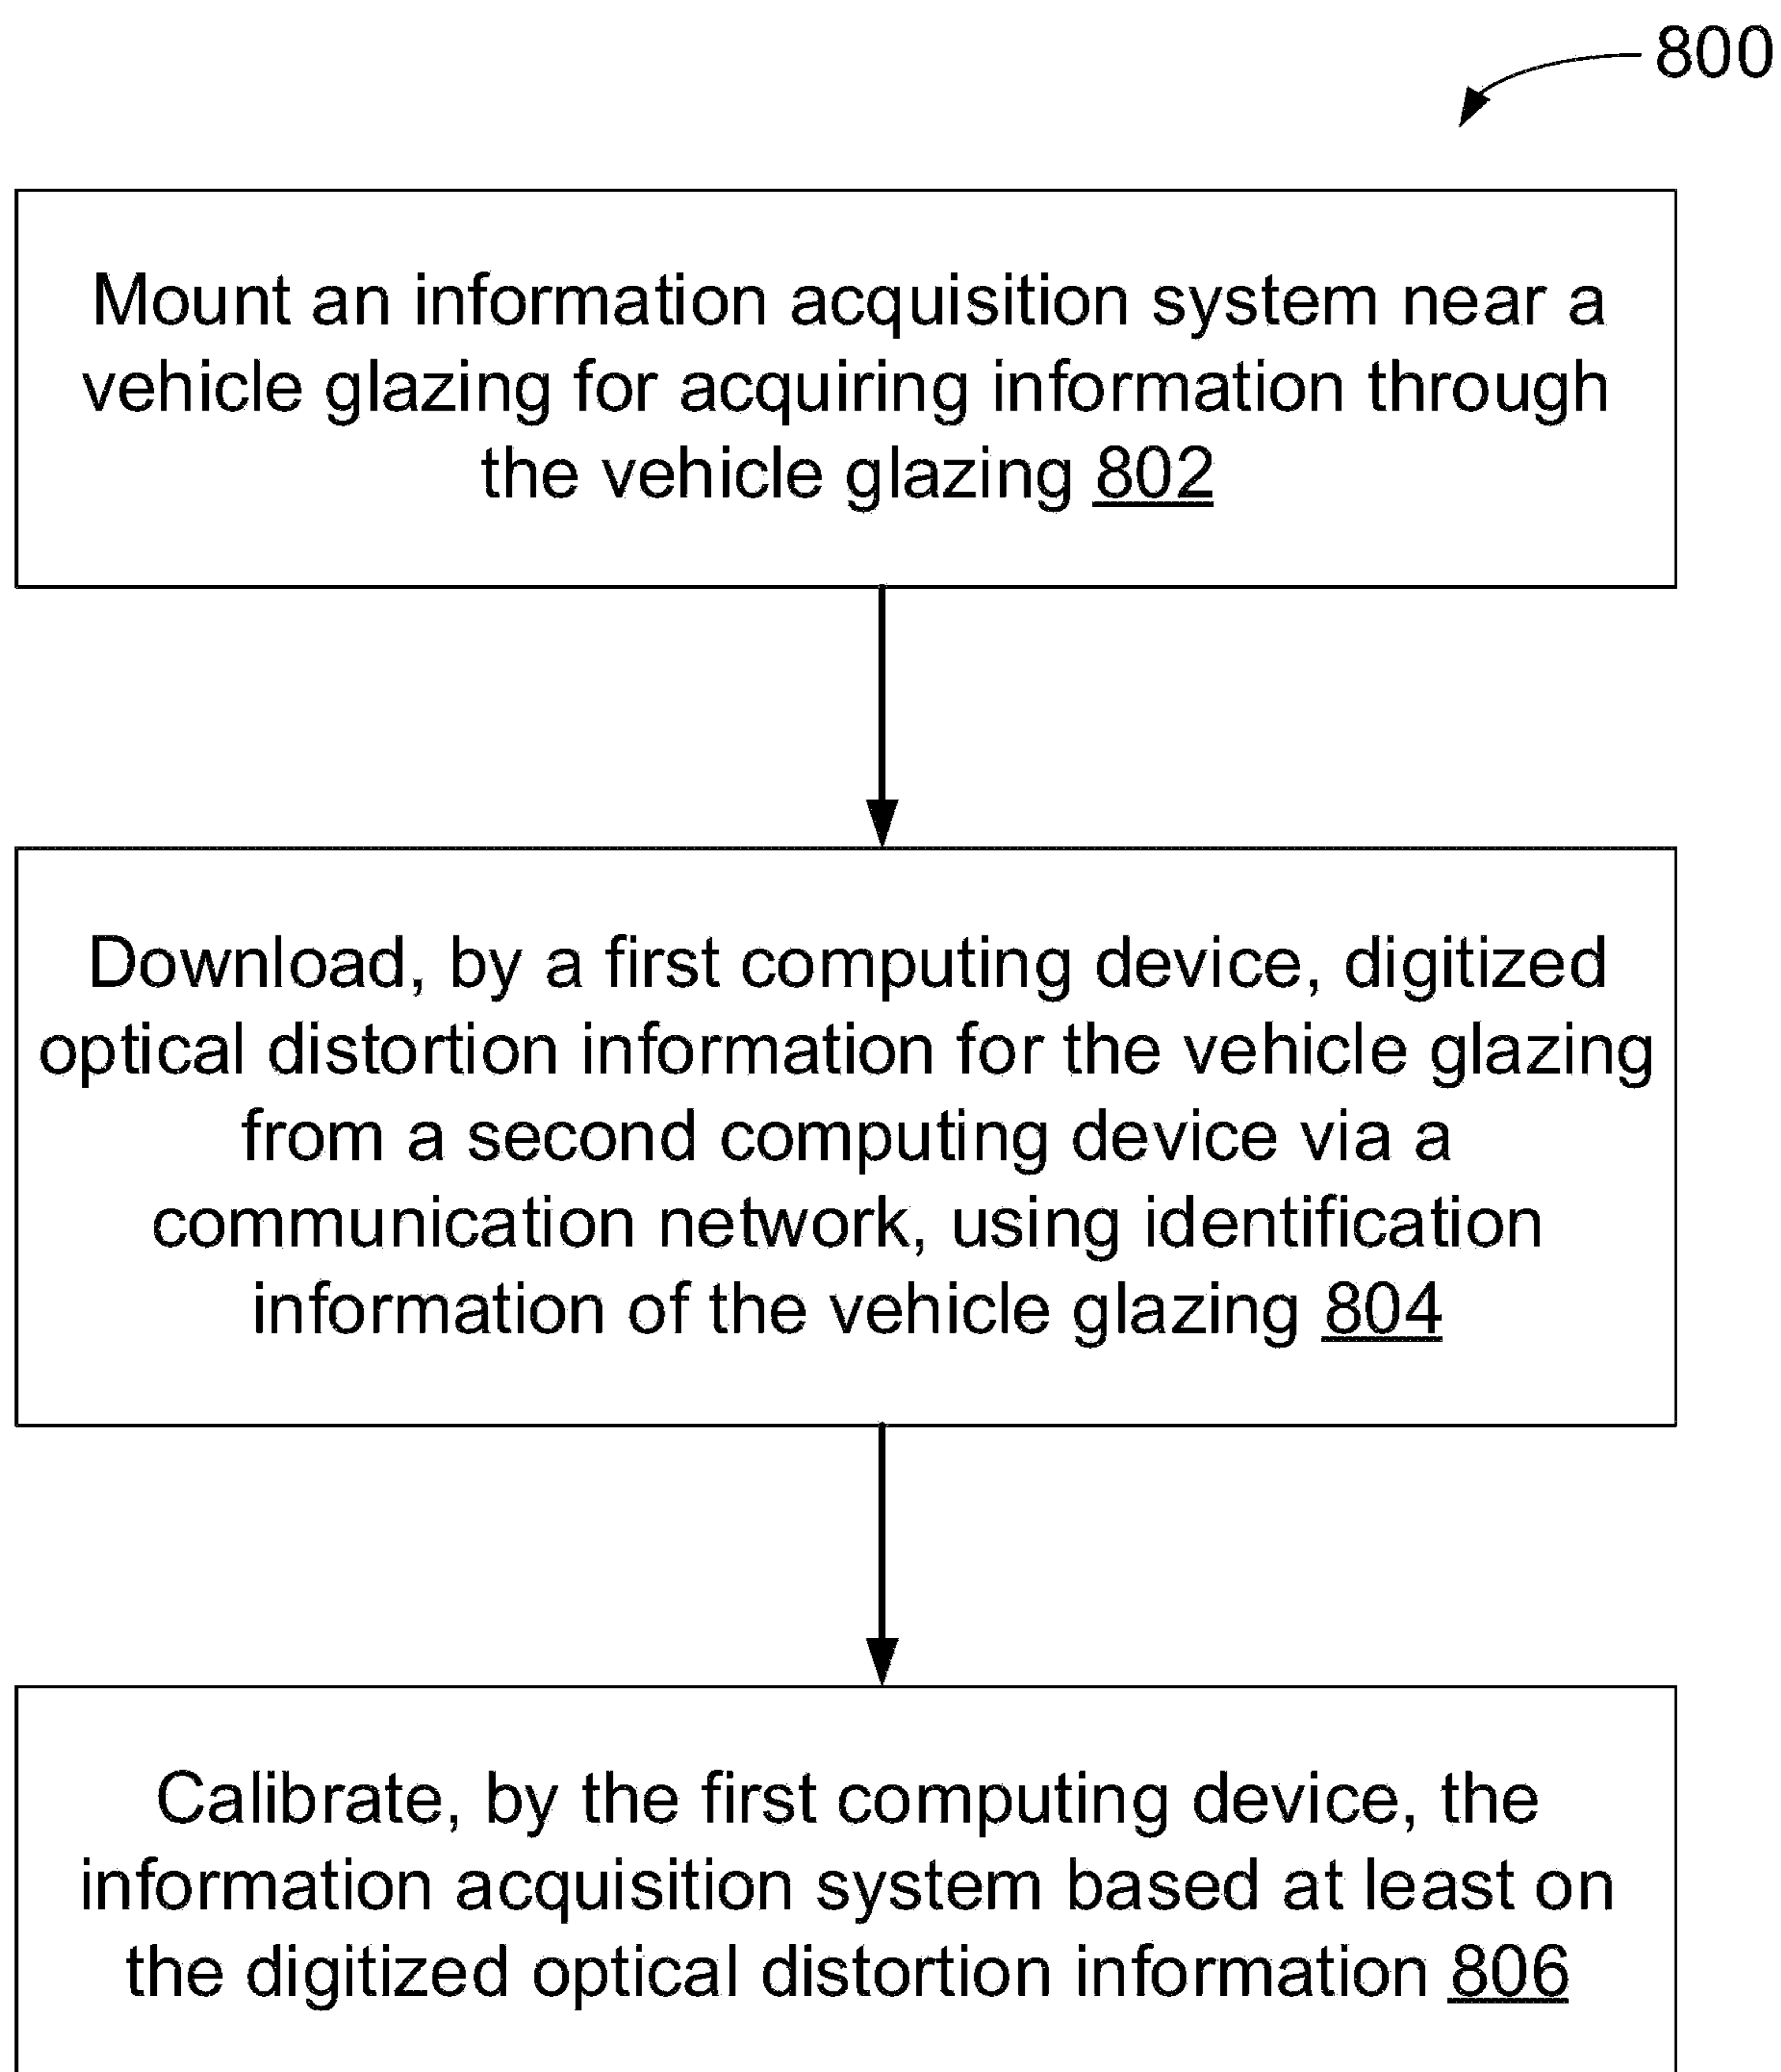 800
Mount an information acquisition system near a
vehicle glazing for acquiring information through
the vehicle glazing 802
Download, by a first computing device, digitized
optical distortion information for the vehicle glazing
from a second computing device via a
communication network, using identification
information of the vehicle glazing 804
Calibrate, by the first computing device, the
information acquisition system based at least on
the digitized optical distortion information 806